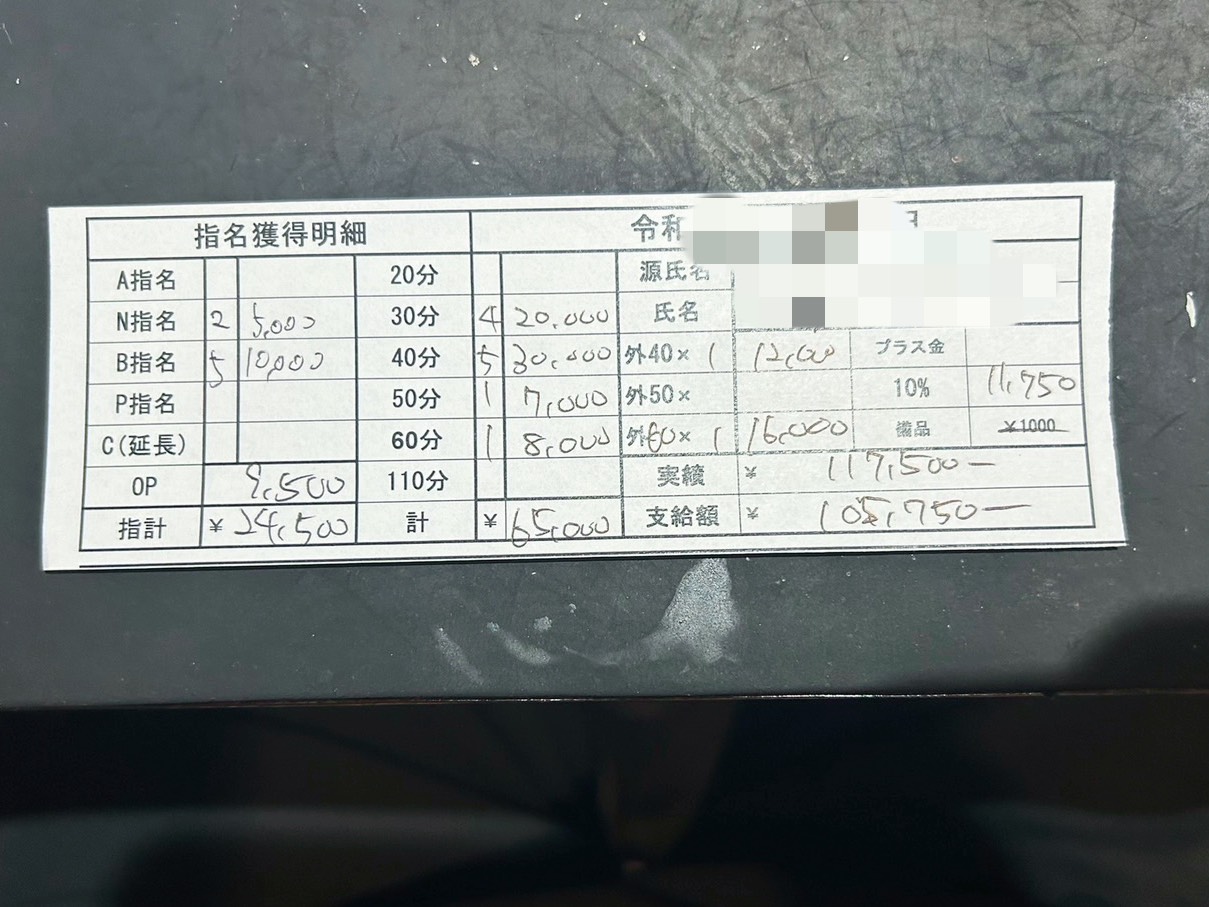 指名獲得明細 令和
A指名 20分 源氏名
N指名 2 5,000 30分 4 20,000 氏名
B指名 5 10,000 40分 5 30,000 外40× 1 12,00 プラス金
P指名 50分 1 7,000 外50× 10% 11,750
C(延長) 60分 1 8,000 外60× 1 16,000 備品 ¥1000
OP 9,500 110分 実績 ¥ 117,500-
指計 ¥ 24,500 計 ¥ 65,000 支給額 ¥ 105,750-